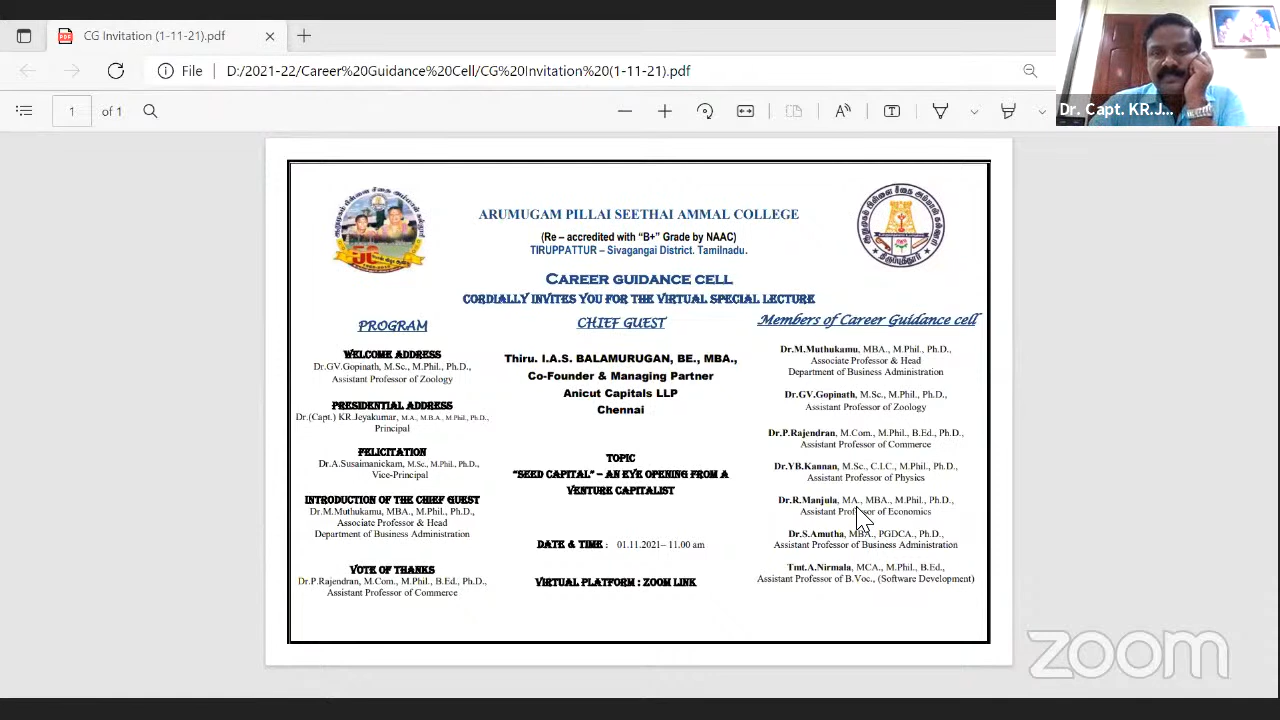 CG Invitation (1-11-21).pdf
File
D:/2021-22/Career%20Guidance%20Cell/CG%20Invitation%20(1-11-21).pdf
1
of 1
Dr. Capt. KR.J...
ARUMUGAM PILLAI SEETHAI AMMAL COLLEGE
(Re – accredited with “B+” Grade by NAAC)
TIRUPPATTUR – Sivagangai District. Tamilnadu.
CAREER GUIDANCE CELL
CORDIALLY INVITES YOU FOR THE VIRTUAL SPECIAL LECTURE
PROGRAM
WELCOME ADDRESS
Dr.GV.Gopinath, M.Sc., M.Phil., Ph.D.,
Assistant Professor of Zoology
PRESIDENTIAL ADDRESS
Dr.(Capt.) KR.Jeyakumar, M.A., M.B.A., M.Phil., Ph.D.,
Principal
FELICITATION
Dr.A.Susaimanickam, M.Sc., M.Phil., Ph.D.,
Vice-Principal
INTRODUCTION OF THE CHIEF GUEST
Dr.M.Muthukamu, MBA., M.Phil., Ph.D.,
Associate Professor & Head
Department of Business Administration
VOTE OF THANKS
Dr.P.Rajendran, M.Com., M.Phil., B.Ed., Ph.D.,
Assistant Professor of Commerce
CHIEF GUEST
Thiru. I.A.S. BALAMURUGAN, BE., MBA.,
Co-Founder & Managing Partner
Anicut Capitals LLP
Chennai
TOPIC
“SEED CAPITAL” – AN EYE OPENING FROM A
VENTURE CAPITALIST
DATE & TIME : 01.11.2021– 11.00 am
VIRTUAL PLATFORM : ZOOM LINK
Members of Career Guidance cell
Dr.M.Muthukamu, MBA., M.Phil., Ph.D.,
Associate Professor & Head
Department of Business Administration
Dr.GV.Gopinath, M.Sc., M.Phil., Ph.D.,
Assistant Professor of Zoology
Dr.P.Rajendran, M.Com., M.Phil., B.Ed., Ph.D.,
Assistant Professor of Commerce
Dr.YB.Kannan, M.Sc., C.I.C., M.Phil., Ph.D.,
Assistant Professor of Physics
Dr.R.Manjula, MA., MBA., M.Phil., Ph.D.,
Assistant Professor of Economics
Dr.S.Amutha, MBA., PGDCA., Ph.D.,
Assistant Professor of Business Administration
Tmt.A.Nirmala, MCA., M.Phil., B.Ed.,
Assistant Professor of B.Voc., (Software Development)
zoom